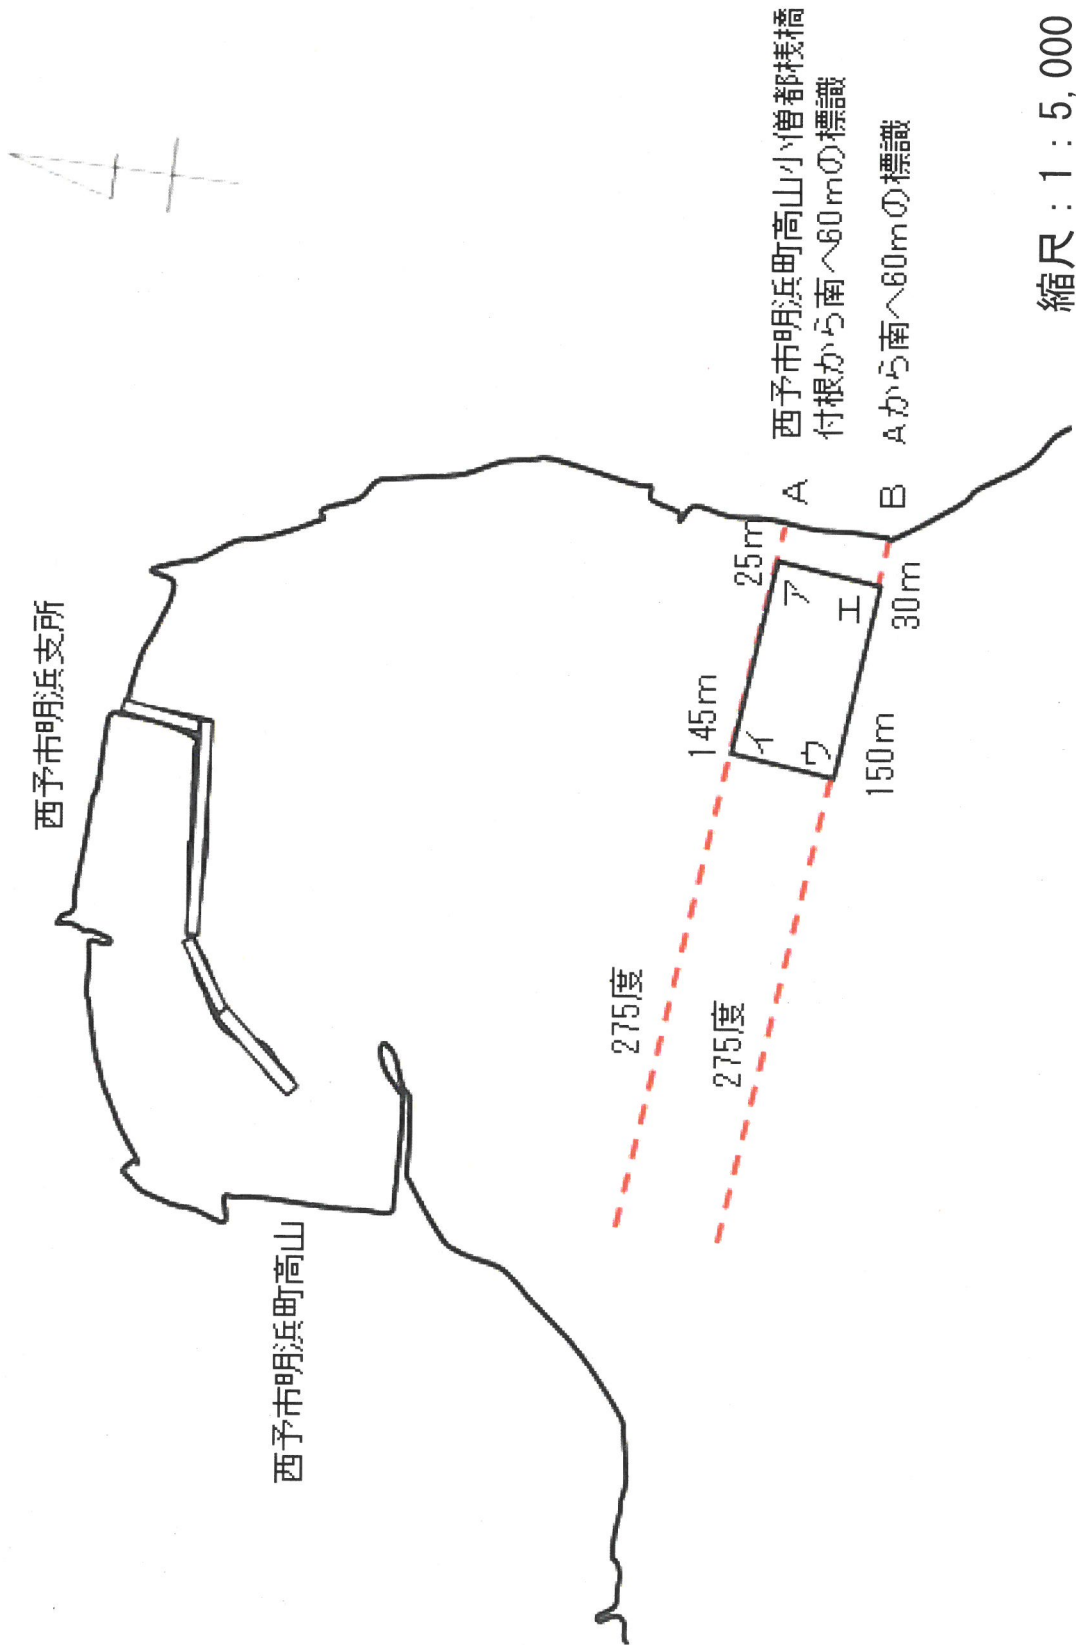 西予市明浜支所
西予市明浜町高山
275度
275度
145m
25m
ア
イ
ウ
エ
150m
30m
A
西予市明浜町高山小僧都桟橋
付根から南へ60mの標識
B
Aから南へ60mの標識
縮尺：1：5,000